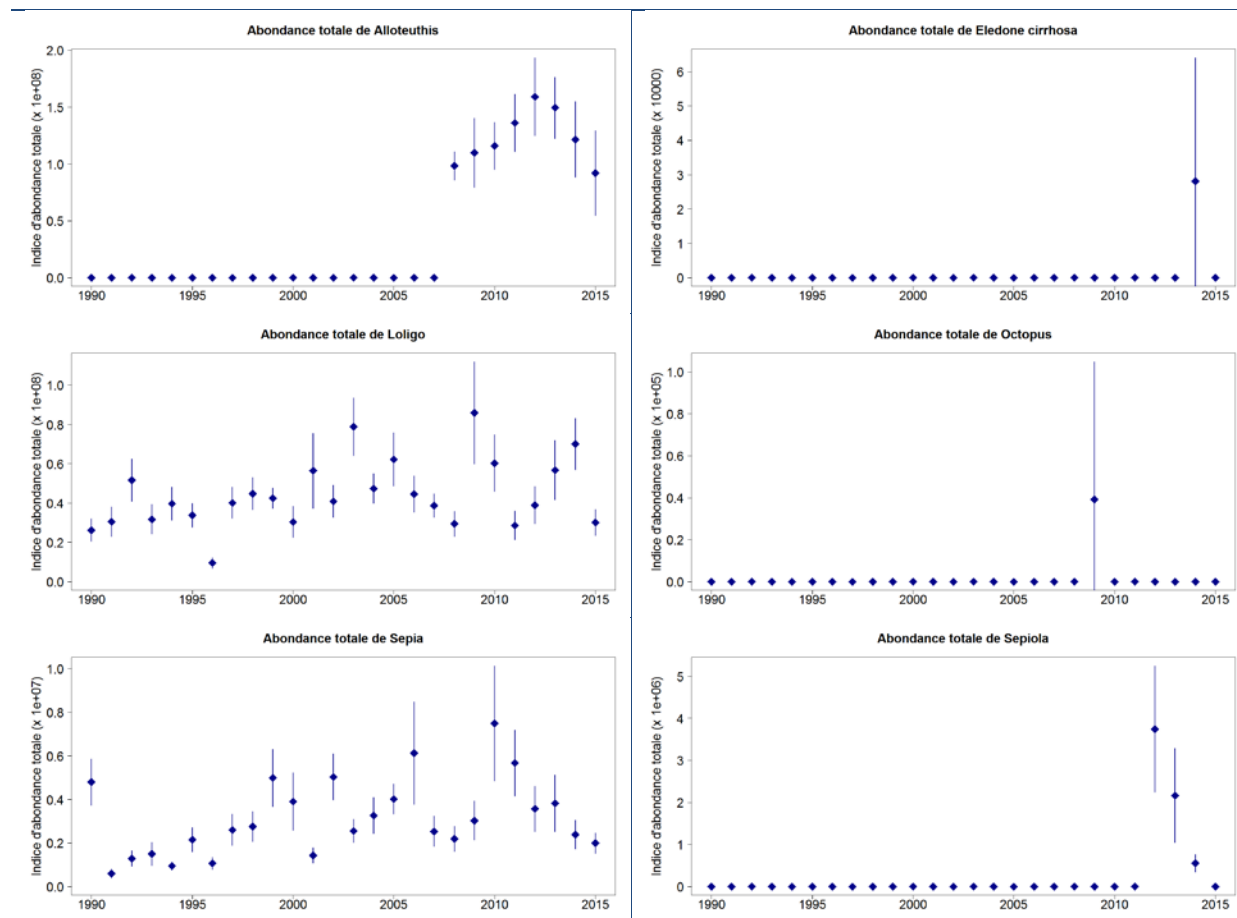 Abondance totale de Alloteuthis
Indice d'abondance totale (x 1e+08)
2.0
1.5
1.0
0.5
0.0
1990 1995 2000 2005 2010 2015
Abondance totale de Eledone cirrhosa
Indice d'abondance totale (x 10000)
6
5
4
3
2
1
0
1990 1995 2000 2005 2010 2015
Abondance totale de Loligo
Indice d'abondance totale (x 1e+08)
1.0
0.8
0.6
0.4
0.2
0.0
1990 1995 2000 2005 2010 2015
Abondance totale de Octopus
Indice d'abondance totale (x 1e+05)
1.0
0.8
0.6
0.4
0.2
0.0
1990 1995 2000 2005 2010 2015
Abondance totale de Sepia
Indice d'abondance totale (x 1e+07)
1.0
0.8
0.6
0.4
0.2
0.0
1990 1995 2000 2005 2010 2015
Abondance totale de Sepiola
Indice d'abondance totale (x 1e+06)
5
4
3
2
1
0
1990 1995 2000 2005 2010 2015